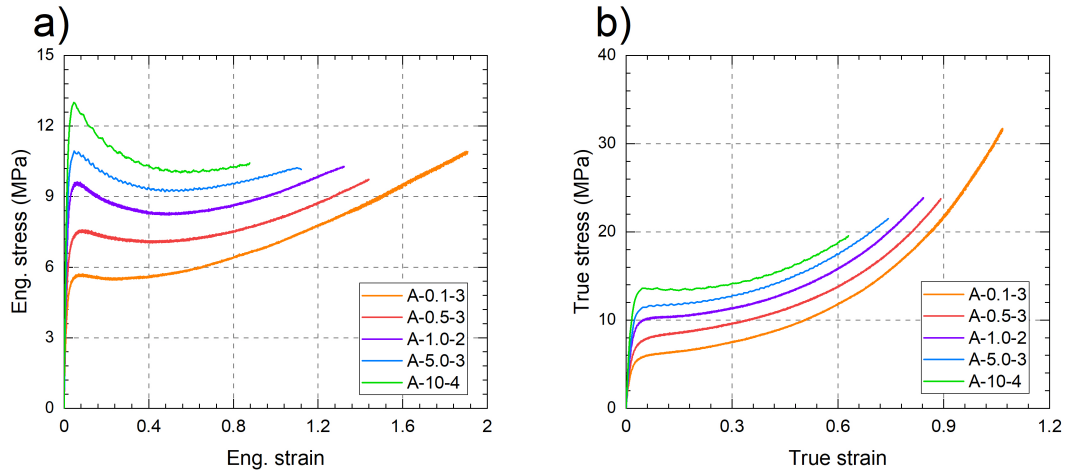 a)
Eng. stress (MPa)
15
12
9
6
3
0
0
0.4
0.8
1.2
1.6
2
Eng. strain
A-0.1-3
A-0.5-3
A-1.0-2
A-5.0-3
A-10-4
b)
True stress (MPa)
40
30
20
10
0
0
0.3
0.6
0.9
1.2
True strain
A-0.1-3
A-0.5-3
A-1.0-2
A-5.0-3
A-10-4